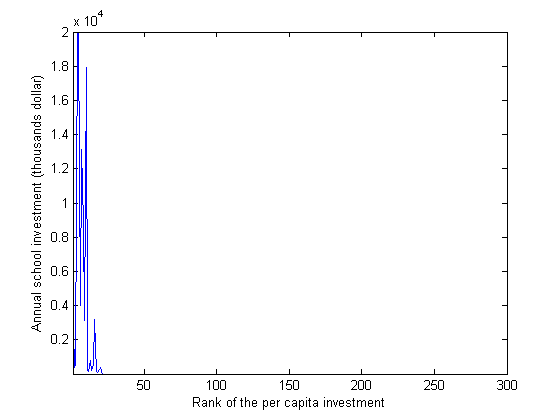 x 10^4
2
1.8
1.6
1.4
1.2
1
0.8
0.6
0.4
0.2
Annual school investment (thousands dollar)
50 100 150 200 250 300
Rank of the per capita investment